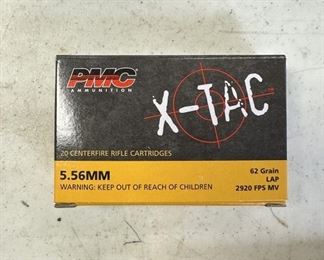 PMC
AMMUNITION
X-TAC
20 CENTERFIRE RIFLE CARTRIDGES
5.56MM
WARNING: KEEP OUT OF REACH OF CHILDREN
62 Grain
LAP
2920 FPS MV